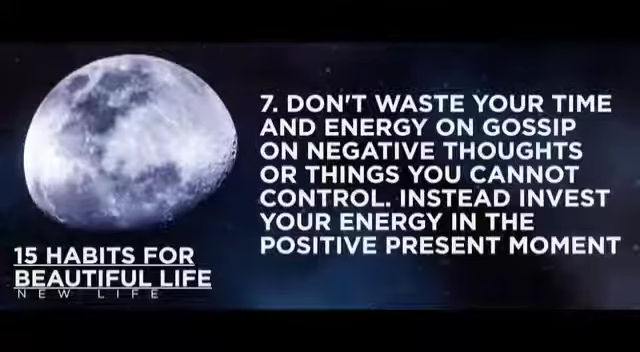 7. DON'T WASTE YOUR TIME
AND ENERGY ON GOSSIP
ON NEGATIVE THOUGHTS
OR THINGS YOU CANNOT
CONTROL. INSTEAD INVEST
YOUR ENERGY IN THE
POSITIVE PRESENT MOMENT
15 HABITS FOR
BEAUTIFUL LIFE
NEW LIFE